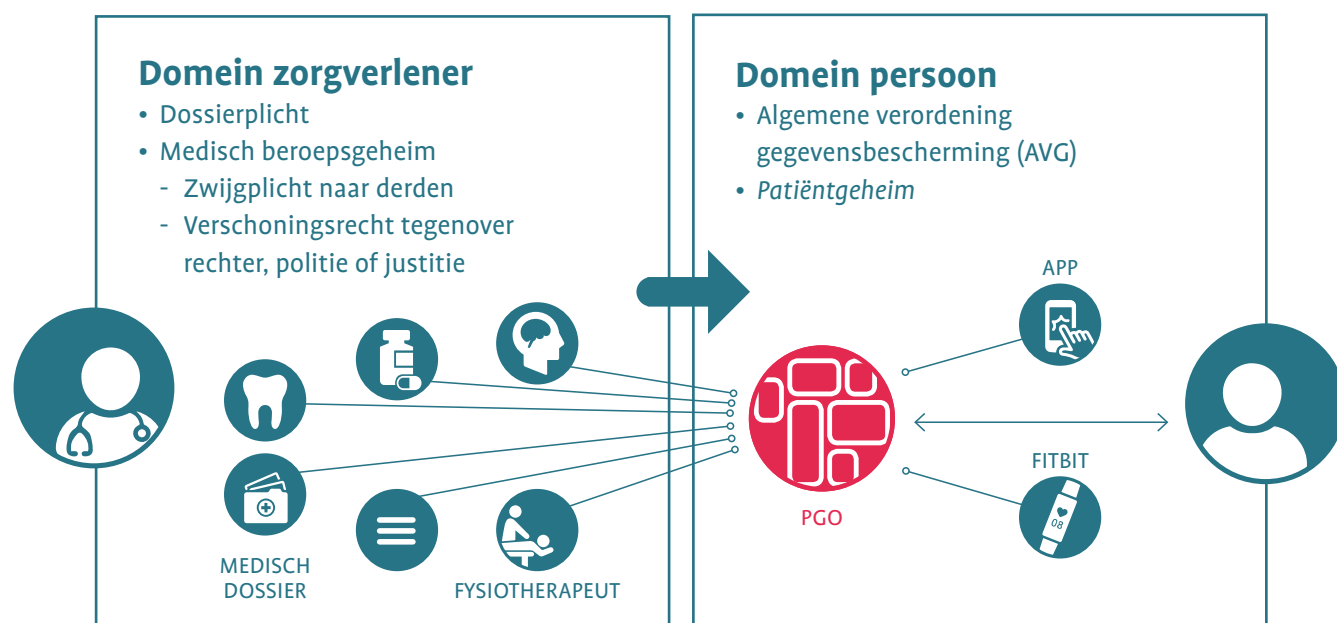 Domein zorgverlener
• Dossierplicht
• Medisch beroepsgeheim
- Zwijgplicht naar derden
- Verschoningsrecht tegenover
rechter, politie of justitie
Domein persoon
• Algemene verordening
gegevensbescherming (AVG)
• Patiëntgeheim
APP
PGO
FITBIT
08
MEDISCH
DOSSIER
FYSIOTHERAPEUT